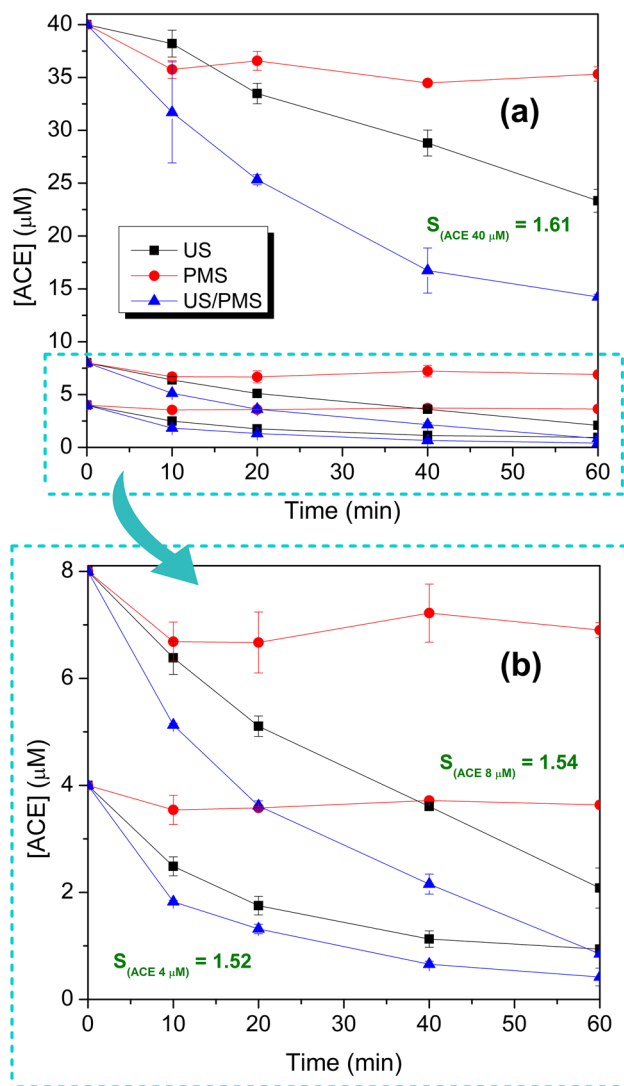 40
35
30
25
20
15
10
5
0
[ACE] (µM)
(a)
S(ACE 40 µM) = 1.61
US
PMS
US/PMS
0 10 20 30 40 50 60
Time (min)
8
6
4
2
0
[ACE] (µM)
(b)
S(ACE 8 µM) = 1.54
S(ACE 4 µM) = 1.52
0 10 20 30 40 50 60
Time (min)